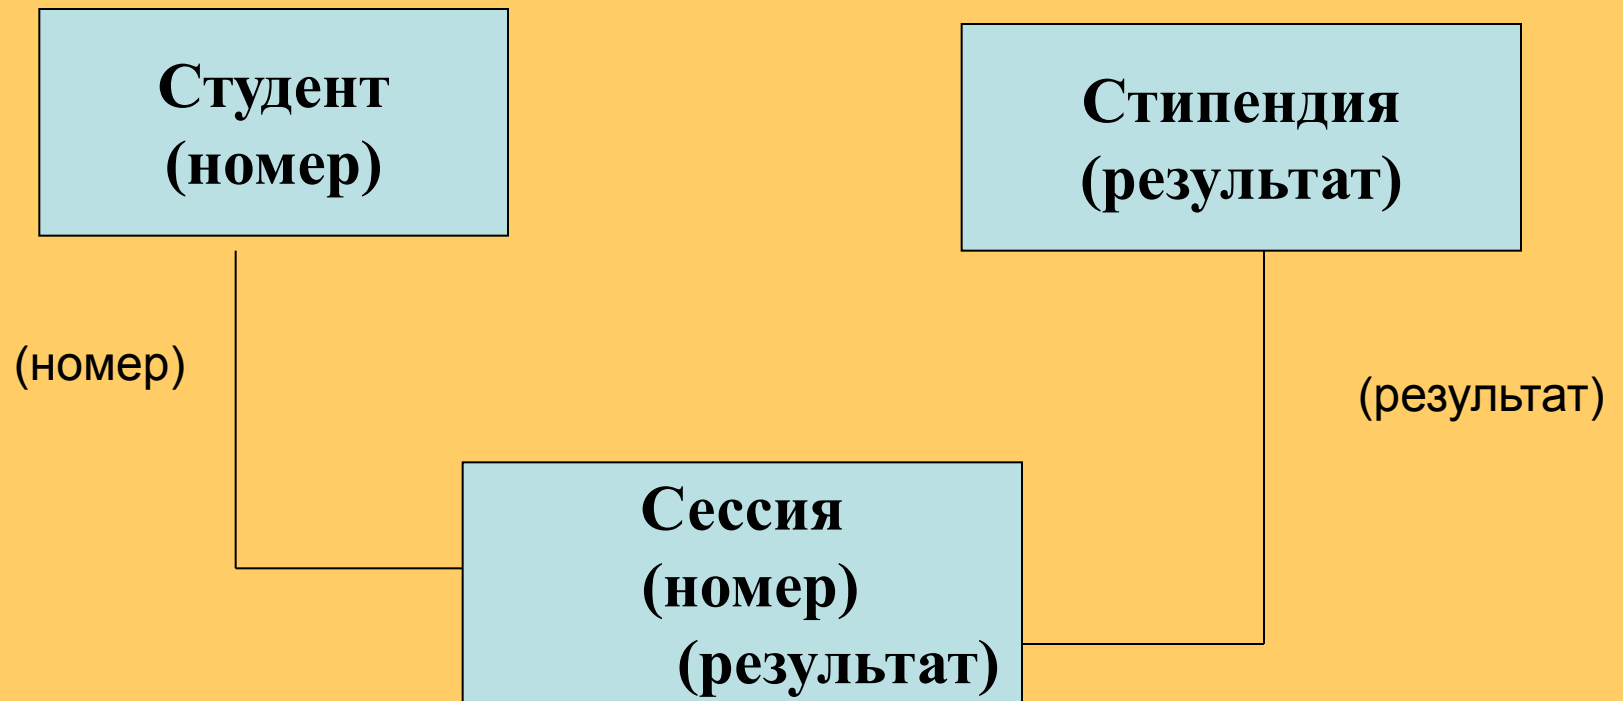 Студент
(номер)
Стипендия
(результат)
(номер)
(результат)
Сессия
(номер)
(результат)